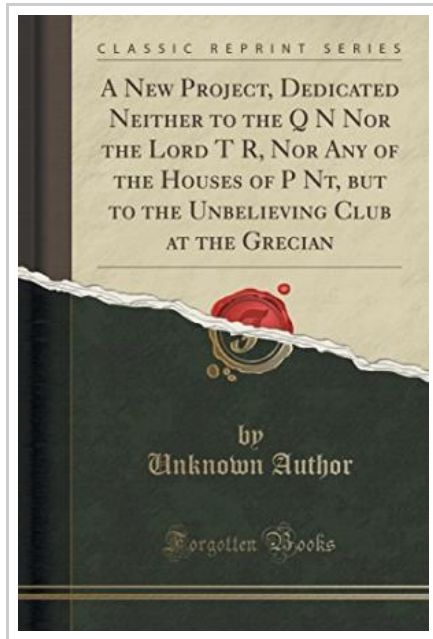 CLASSIC REPRINT SERIES
A NEW PROJECT, DEDICATED
NEITHER TO THE Q N NOR
THE LORD T R, NOR ANY OF
THE HOUSES OF P NT, BUT
TO THE UNBELIEVING CLUB
AT THE GRECIAN
by
Unknown Author
Forgotten Books